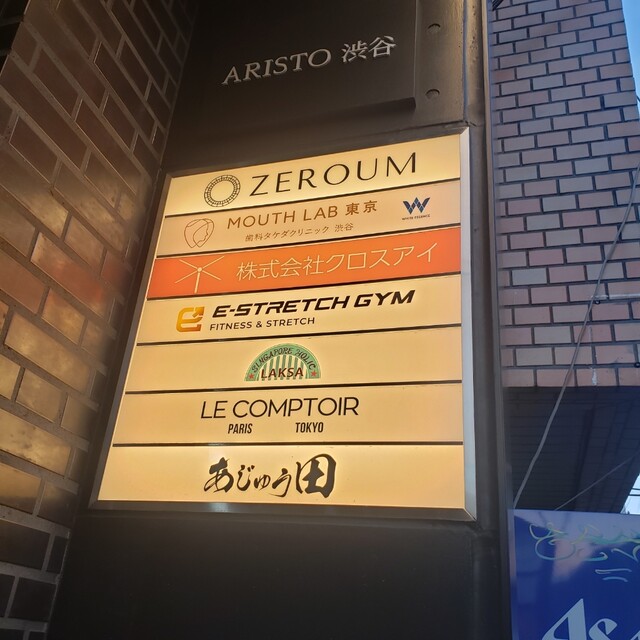 ARISTO 渋谷
ZEROUM
MOUTH LAB 東京
歯科タケダクリニック 渋谷
W
株式会社クロスアイ
E-STRETCH GYM
FITNESS & STRETCH
SINGAPORE HOLIC
LAKSA
LE COMPTOIR
PARIS TOKYO
あじゅう田